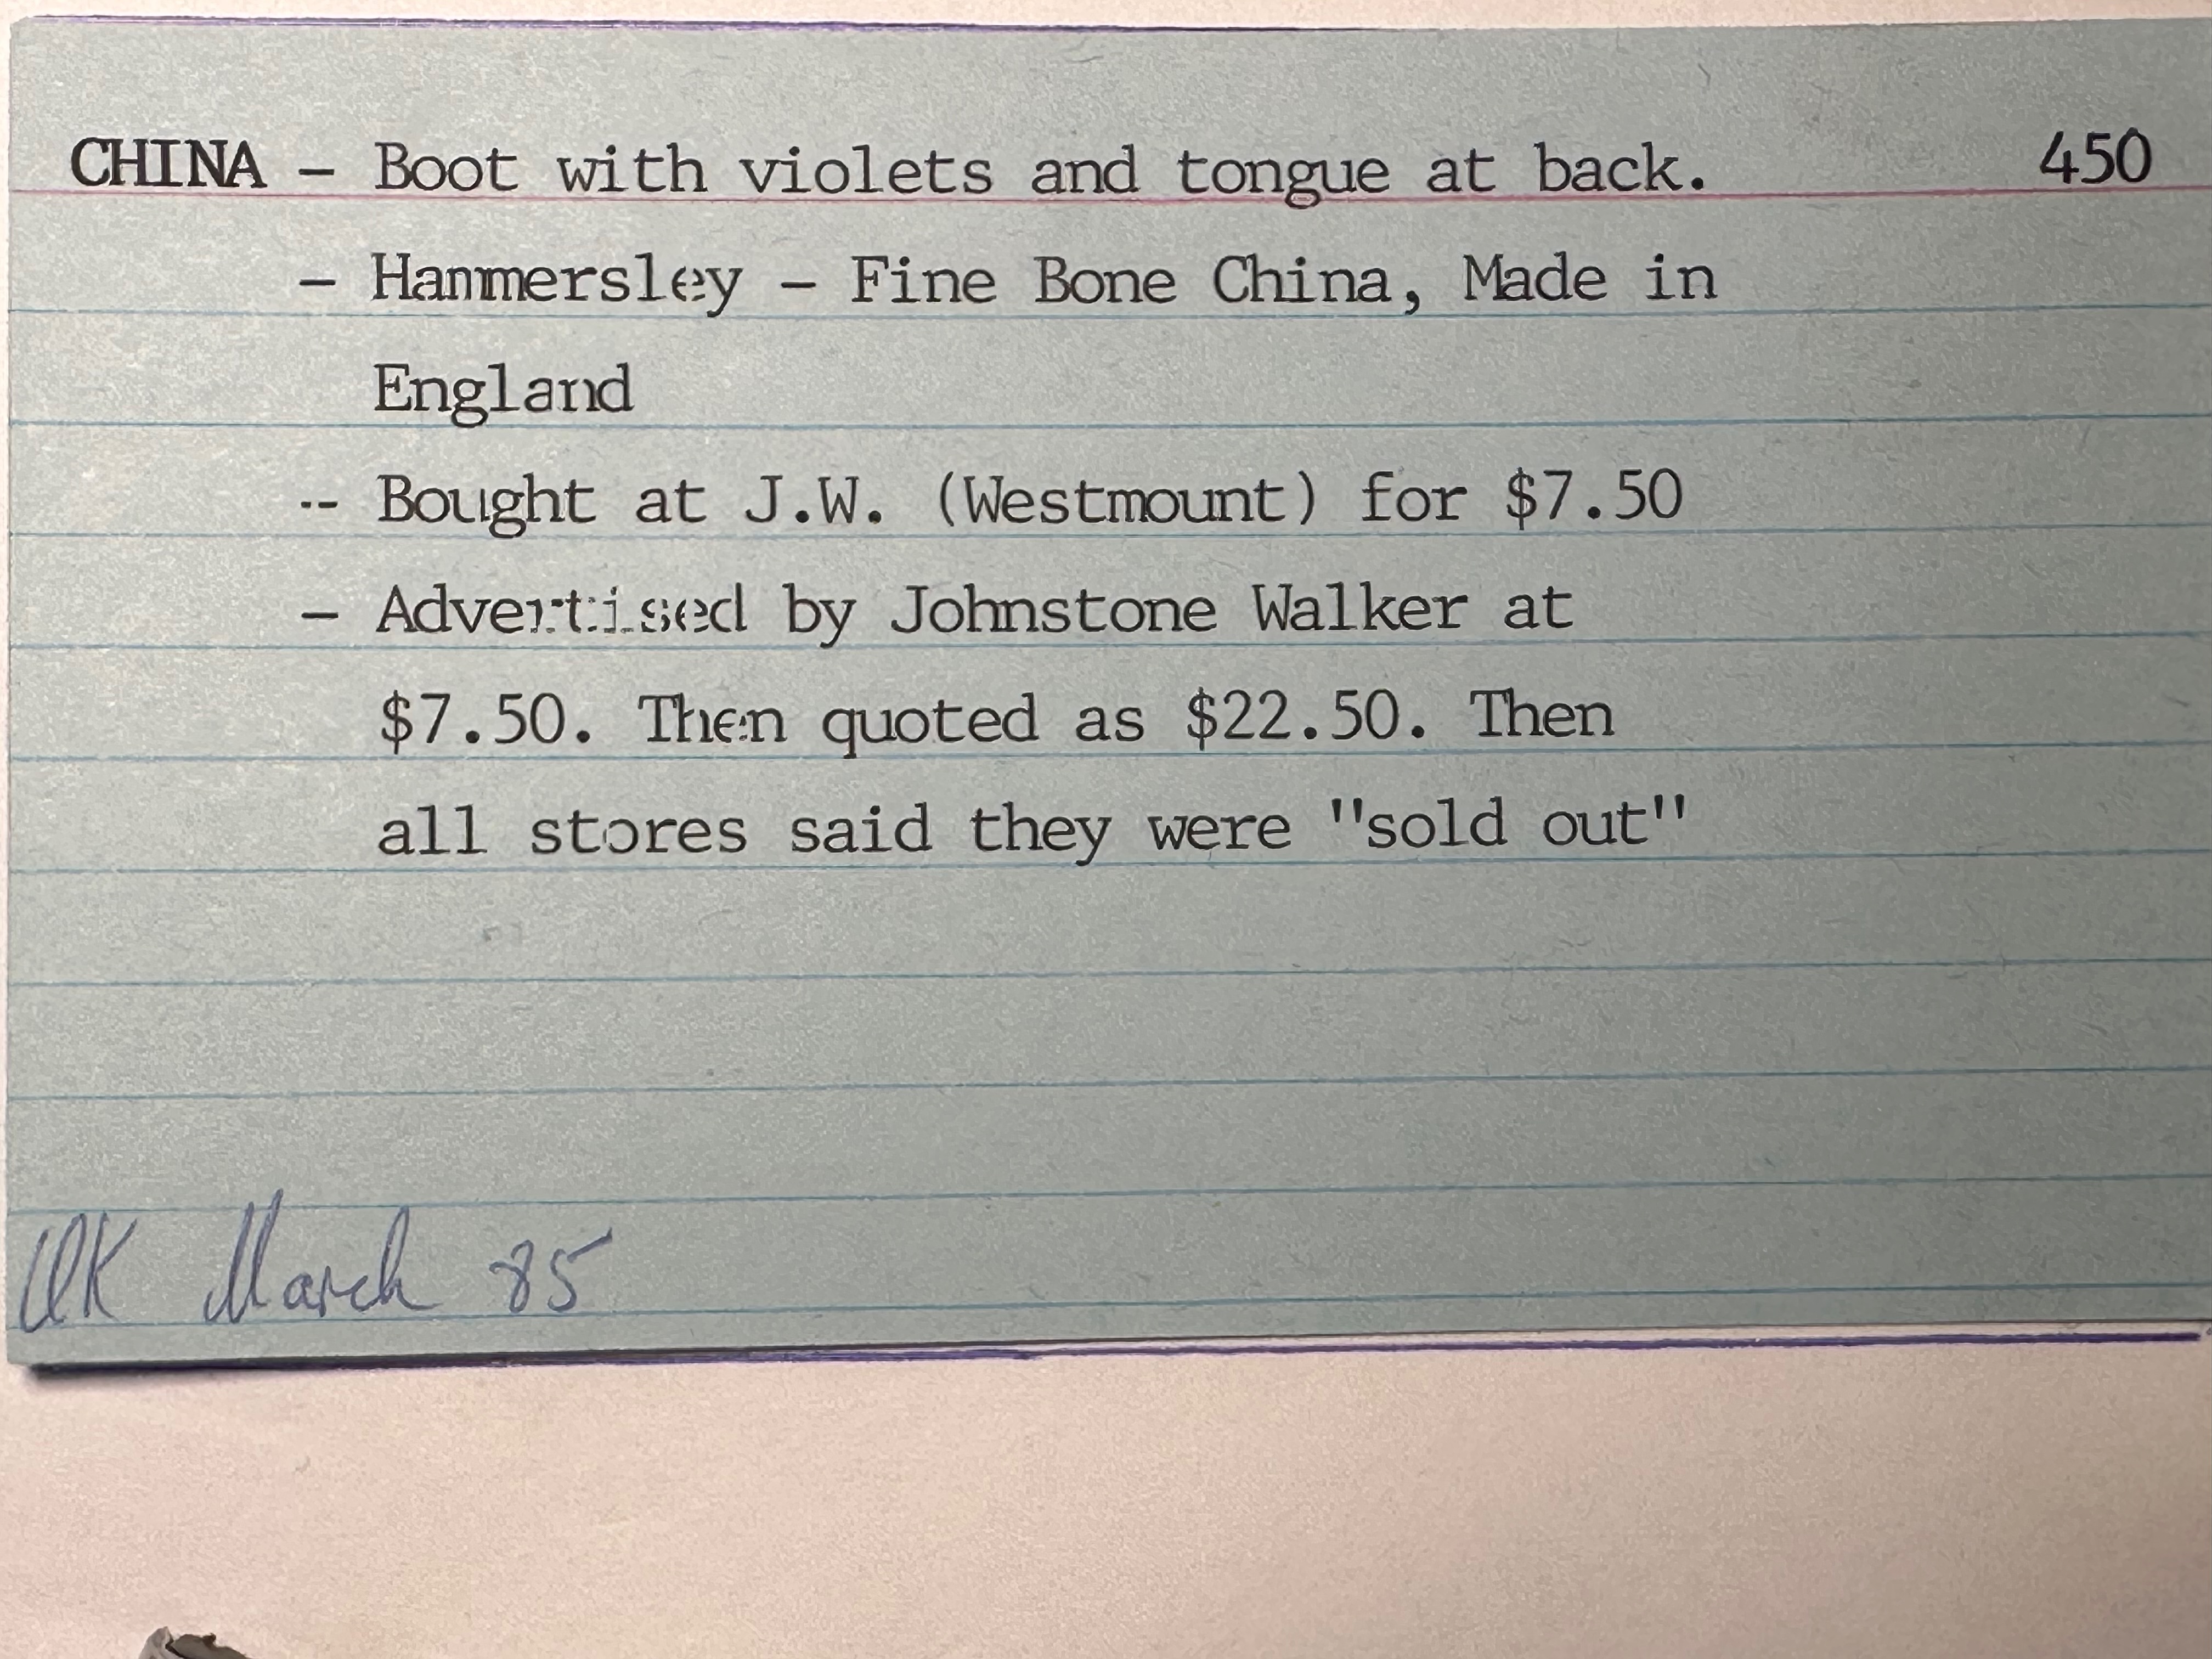 CHINA - Boot with violets and tongue at back. 450
- Hammersley - Fine Bone China, Made in
England
-- Bought at J.W. (Westmount) for $7.50
- Advertised by Johnstone Walker at
$7.50. Then quoted as $22.50. Then
all stores said they were "sold out"
OK March 85